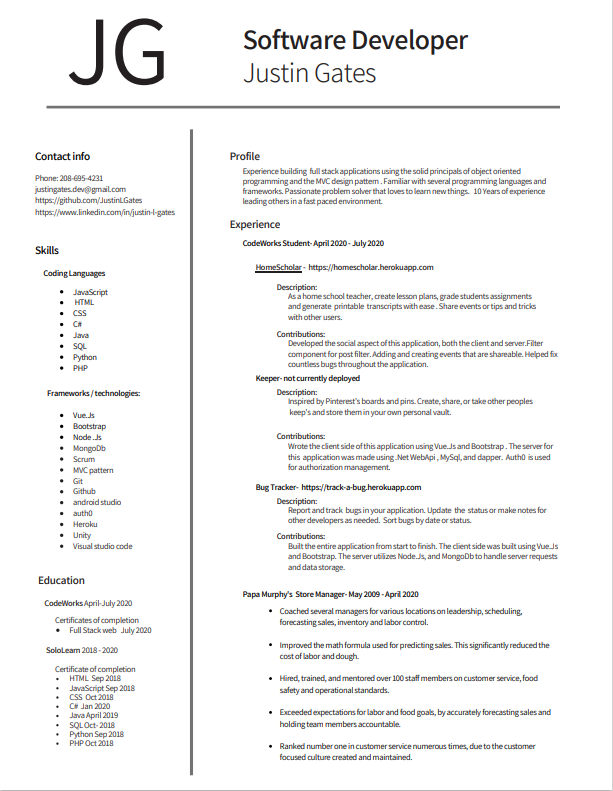 JG
Software Developer
Justin Gates
Contact info
Phone: 208-695-4231
justingates.dev@gmail.com
https://github.com/JustinLGates
https://www.linkedin.com/in/justin-l-gates
Skills
Coding Languages
• JavaScript
• HTML
• CSS
• C#
• Java
• SQL
• Python
• PHP
Frameworks / technologies:
• Vue.Js
• Bootstrap
• Node .Js
• MongoDb
• Scrum
• MVC pattern
• Git
• Github
• android studio
• auth0
• Heroku
• Unity
• Visual studio code
Education
CodeWorks April-July 2020
Certificates of completion
• Full Stack web July 2020
SoloLearn 2018 - 2020
Certificate of completion
• HTML Sep 2018
• JavaScript Sep 2018
• CSS Oct 2018
• C# Jan 2020
• Java April 2019
• SQL Oct- 2018
• Python Sep 2018
• PHP Oct 2018
Profile
Experience building full stack applications using the solid principals of object oriented
programming and the MVC design pattern . Familiar with several programming languages and
frameworks. Passionate problem solver that loves to learn new things. 10 Years of experience
leading others in a fast paced environment.
Experience
CodeWorks Student- April 2020 - July 2020
HomeScholar - https://homescholar.herokuapp.com
Description:
As a home school teacher, create lesson plans, grade students assignments
and generate printable transcripts with ease . Share events or tips and tricks
with other users.
Contributions:
Developed the social aspect of this application, both the client and server.Filter
component for post filter. Adding and creating events that are shareable. Helped fix
countless bugs throughout the application.
Keeper- not currently deployed
Description:
Inspired by Pinterest's boards and pins. Create, share, or take other peoples
keep's and store them in your own personal vault.
Contributions:
Wrote the client side of this application using Vue.Js and Bootstrap . The server for
this application was made using .Net WebApi , MySql, and dapper. Auth0 is used
for authorization management.
Bug Tracker- https://track-a-bug.herokuapp.com
Description:
Report and track bugs in your application. Update the status or make notes for
other developers as needed. Sort bugs by date or status.
Contributions:
Built the entire application from start to finish. The client side was built using Vue.Js
and Bootstrap. The server utilizes Node.Js, and MongoDb to handle server requests
and data storage.
Papa Murphy's Store Manager- May 2009 - April 2020
• Coached several managers for various locations on leadership, scheduling,
forecasting sales, inventory and labor control.
• Improved the math formula used for predicting sales. This significantly reduced the
cost of labor and dough.
• Hired, trained, and mentored over 100 staff members on customer service, food
safety and operational standards.
• Exceeded expectations for labor and food goals, by accurately forecasting sales and
holding team members accountable.
• Ranked number one in customer service numerous times, due to the customer
focused culture created and maintained.